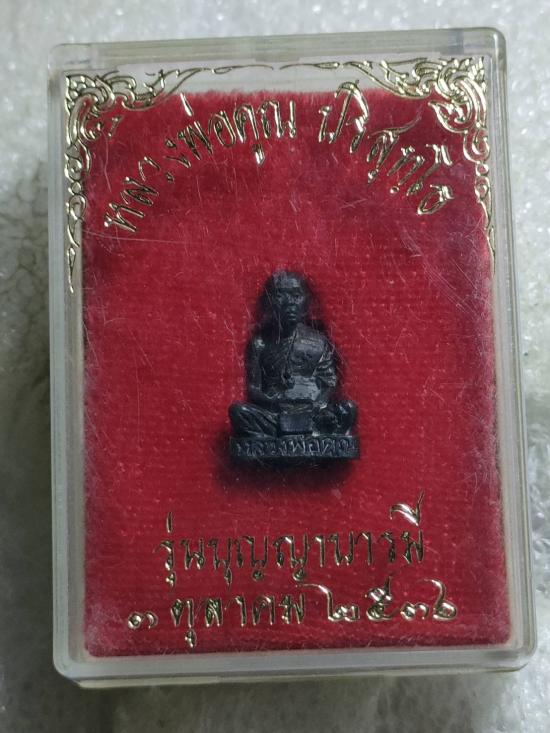 หลวงพ่อคูณ ปริสุทโธ
หลวงพ่อคูณ
รุ่นบุญญาบารมี
๓ ตุลาคม ๒๕๓๖